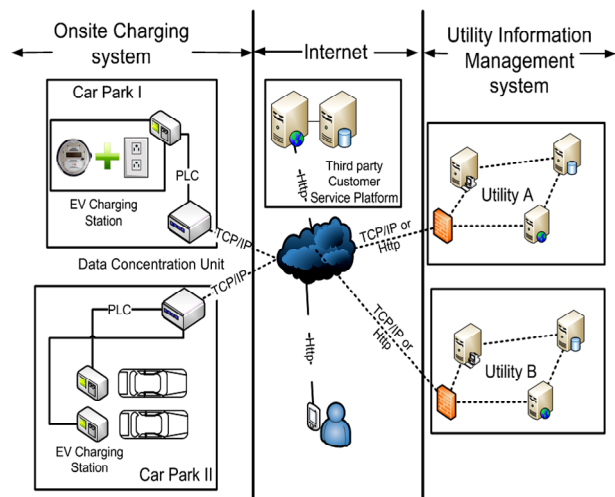 Onsite Charging
system
Internet
Utility Information
Management
system
Car Park I
PLC
EV Charging
Station
TCP/IP
Data Concentration Unit
TCP/IP
PLC
EV Charging
Station
Car Park II
Third party
Customer
Service Platform
Http
Http
TCP/IP or
Http
TCP/IP or
Http
Utility A
Utility B